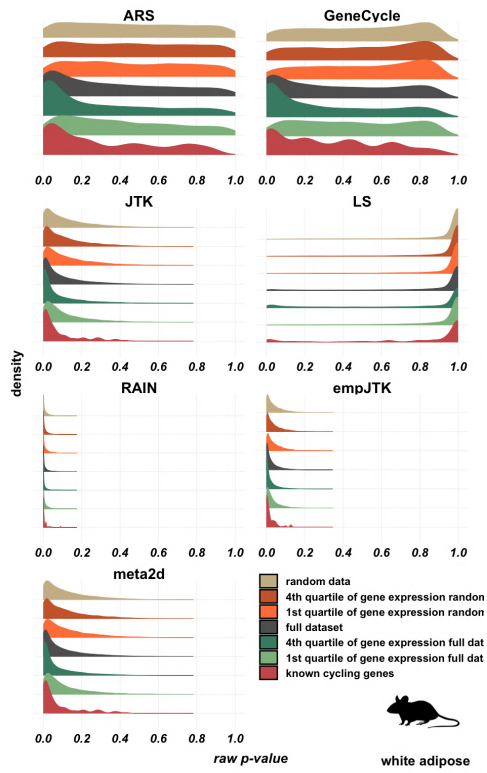 ARS GeneCycle
0.0 0.2 0.4 0.6 0.8 1.0 0.0 0.2 0.4 0.6 0.8 1.0
JTK LS
0.0 0.2 0.4 0.6 0.8 1.0 0.0 0.2 0.4 0.6 0.8 1.0
density
RAIN empJTK
0.0 0.2 0.4 0.6 0.8 1.0 0.0 0.2 0.4 0.6 0.8 1.0
meta2d
random data
4th quartile of gene expression random
1st quartile of gene expression random
full dataset
4th quartile of gene expression full dat
1st quartile of gene expression full data
known cycling genes
0.0 0.2 0.4 0.6 0.8 1.0
raw p-value
white adipose